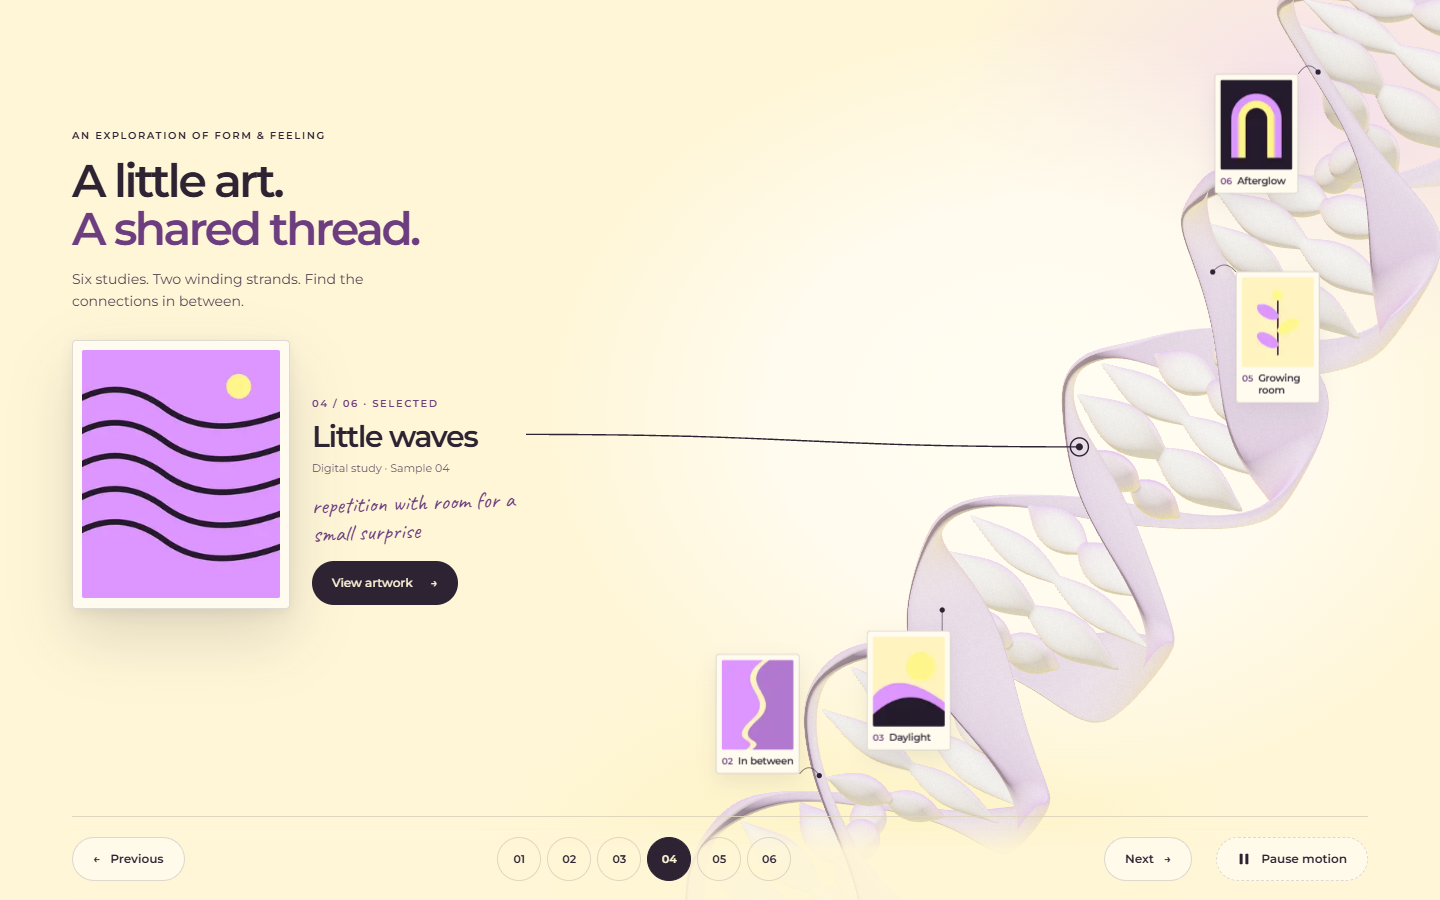 AN EXPLORATION OF FORM & FEELING
A little art.
A shared thread.
Six studies. Two winding strands. Find the
connections in between.
04 / 06 · SELECTED
Little waves
Digital study · Sample 04
repetition with room for a
small surprise
View artwork →
06 Afterglow
05 Growing
room
03 Daylight
02 In between
← Previous
01 02 03 04 05 06
Next →
Pause motion